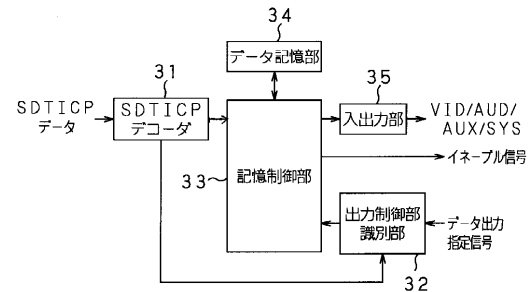 34
データ記憶部
31
35
SDTICP
データ
SDTICP
デコーダ
入出力部
VID/AUD/
AUX/SYS
イネーブル信号
33
記憶制御部
出力制御部
識別部
データ出力
指定信号
32